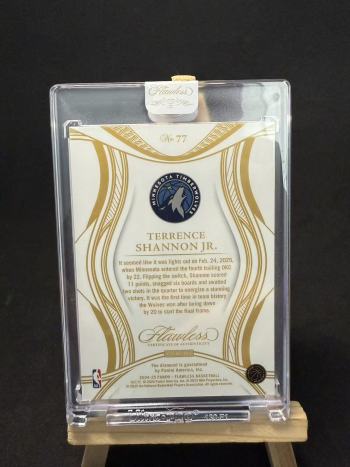 Flawless
No 77
MINNESOTA TIMBERWOLVES
TERRENCE
SHANNON JR.
It seemed like it was lights out on Feb. 24, 2025,
when Minnesota entered the fourth trailing OKC
by 22. Flipping the switch, Shannon scored
11 points, snagged six boards and swatted
two shots in the quarter to energize a stunning
victory. It was the first time in team history
the Wolves won after being down
by 20 to start the final frame.
Flawless
CERTIFICATE OF AUTHENTICITY
The diamond is guaranteed
by Panini America, Inc.
2024-25 PANINI - FLAWLESS BASKETBALL
NBA